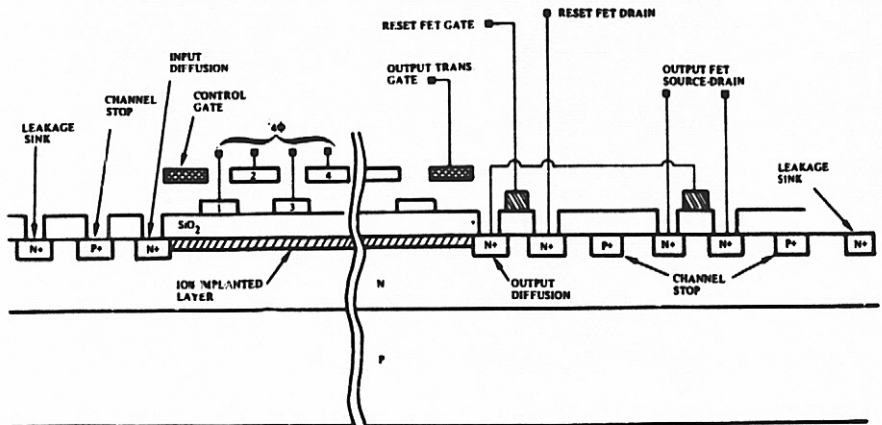 RESET FET GATE
RESET FET DRAIN
INPUT
DIFFUSION
OUTPUT TRANS
GATE
OUTPUT FET
SOURCE-DRAIN
CONTROL
GATE
CHANNEL
STOP
LEAKAGE
SINK
4Φ
LEAKAGE
SINK
2
4
1
3
SiO2
N+
P+
N+
N+
N+
P+
N+
N+
P+
N+
ION IMPLANTED
LAYER
N
OUTPUT
DIFFUSION
CHANNEL
STOP
P